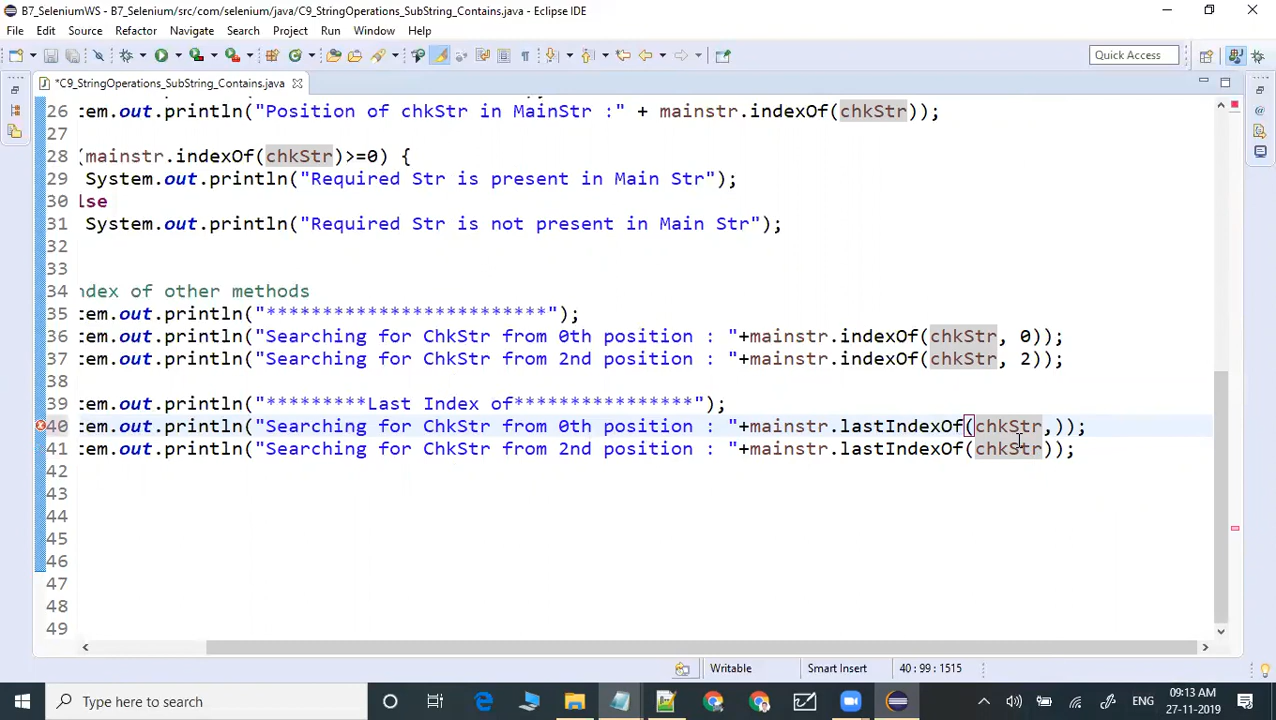 B7_SeleniumWS - B7_Selenium/src/com/selenium/java/C9_StringOperations_SubString_Contains.java - Eclipse IDE
File Edit Source Refactor Navigate Search Project Run Window Help
Quick Access
*C9_StringOperations_SubString_Contains.java
26 tem.out.println("Position of chkStr in MainStr :" + mainstr.indexOf(chkStr));
27
28 (mainstr.indexOf(chkStr)>=0) {
29 System.out.println("Required Str is present in Main Str");
30 lse
31 System.out.println("Required Str is not present in Main Str");
32
33
34 ndex of other methods
35 tem.out.println("*************************");
36 tem.out.println("Searching for ChkStr from 0th position : "+mainstr.indexOf(chkStr, 0));
37 tem.out.println("Searching for ChkStr from 2nd position : "+mainstr.indexOf(chkStr, 2));
38
39 tem.out.println("*********Last Index of****************");
40 tem.out.println("Searching for ChkStr from 0th position : "+mainstr.lastIndexOf(chkStr,));
41 tem.out.println("Searching for ChkStr from 2nd position : "+mainstr.lastIndexOf(chkStr));
42
43
44
45
46
47
48
49
Writable Smart Insert 40 : 99 : 1515
Type here to search
ENG
09:13 AM
27-11-2019